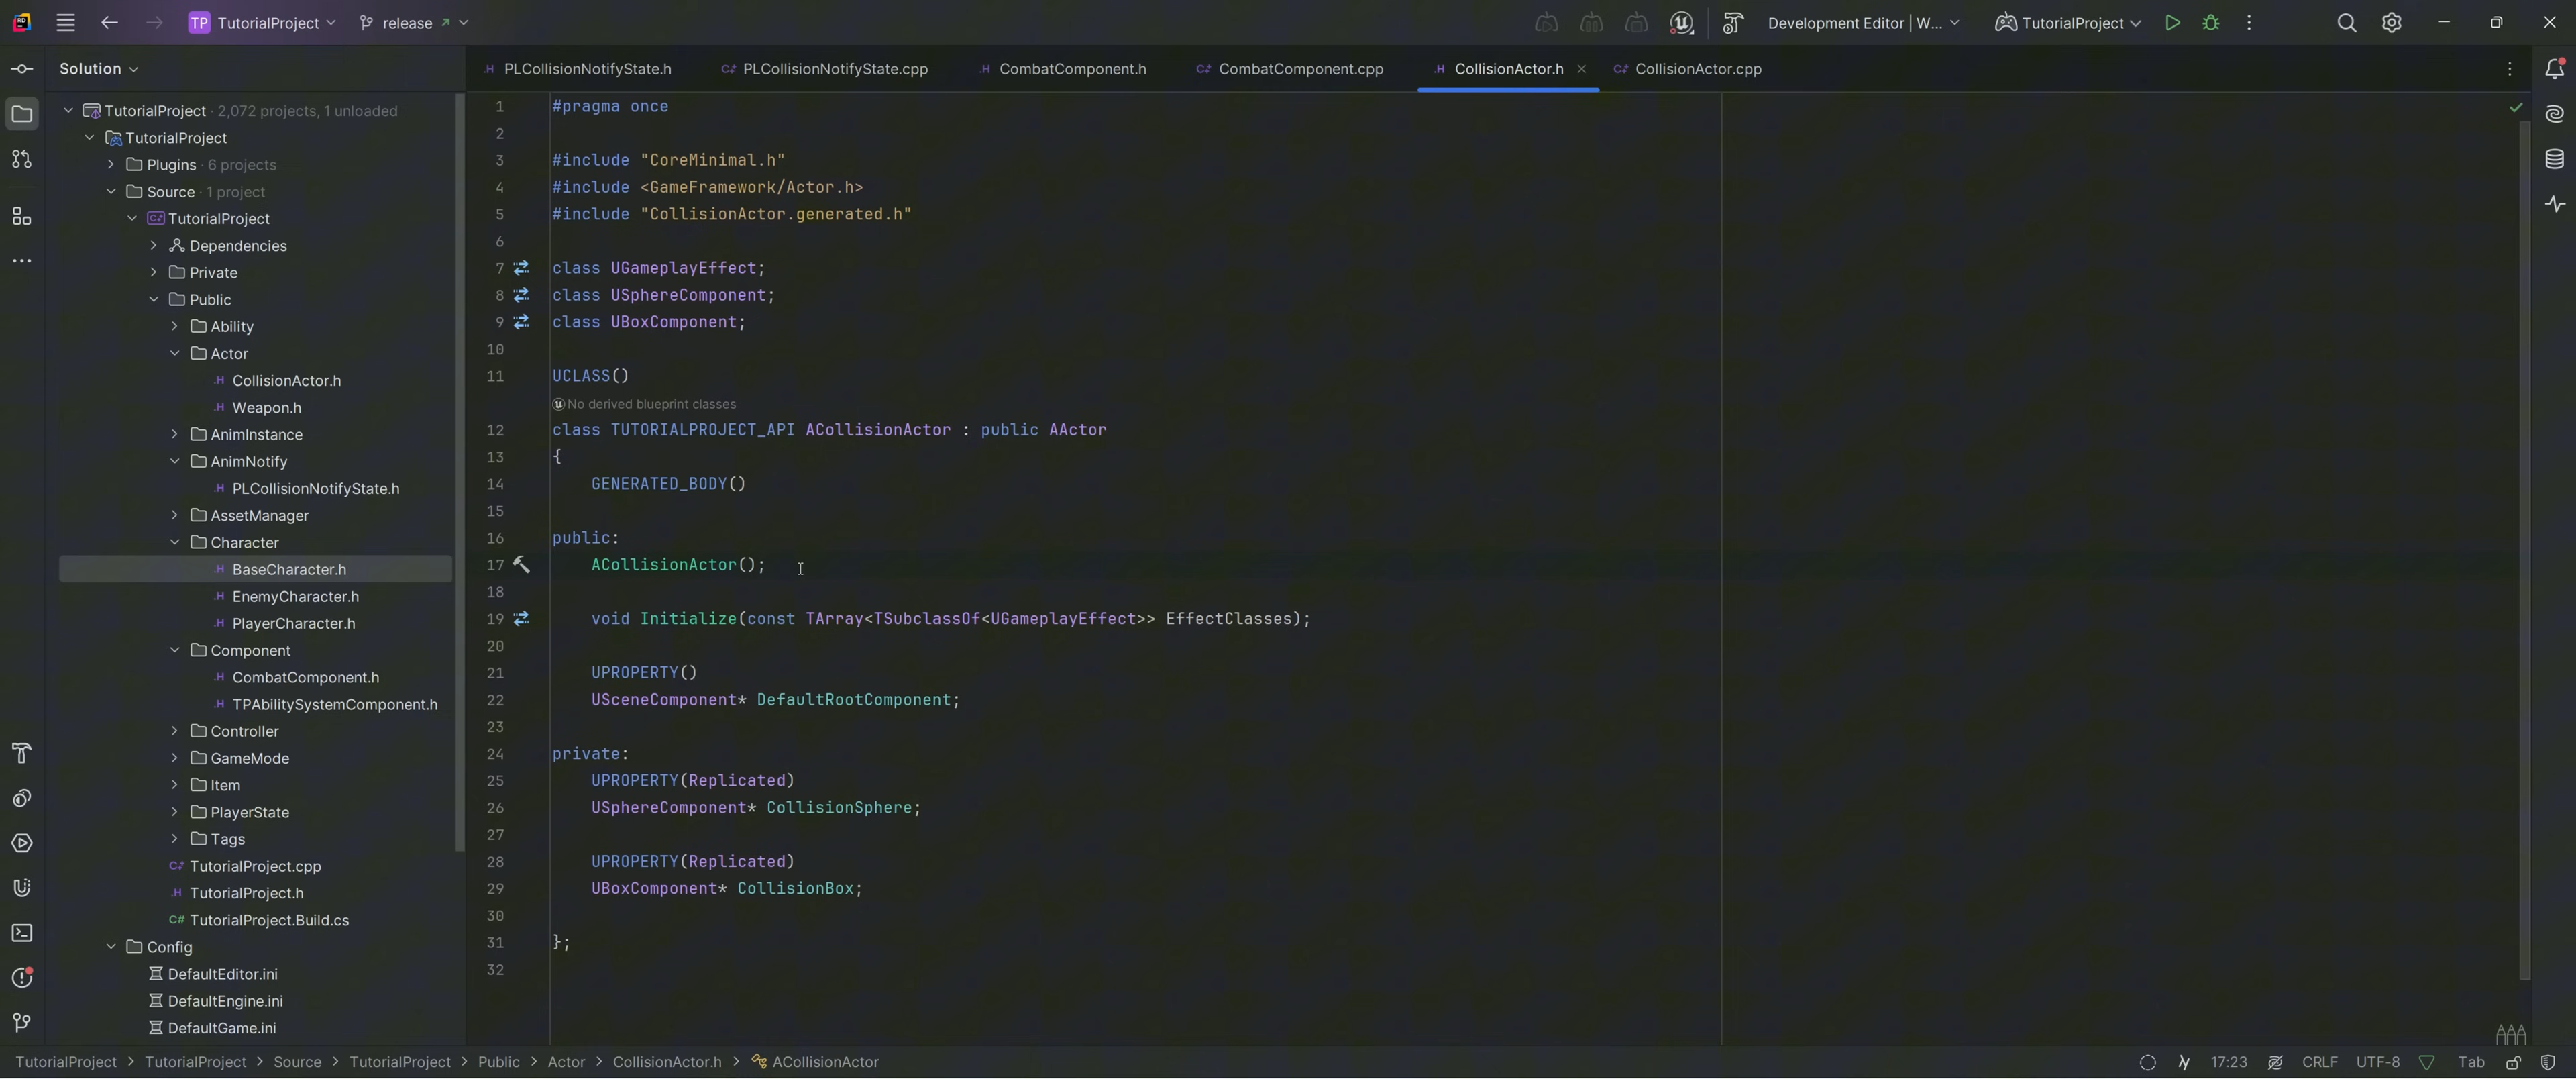 TP TutorialProject release Development Editor | W... TutorialProject
Solution
PLCollisionNotifyState.h PLCollisionNotifyState.cpp CombatComponent.h CombatComponent.cpp CollisionActor.h CollisionActor.cpp
TutorialProject · 2,072 projects, 1 unloaded
TutorialProject
Plugins · 6 projects
Source · 1 project
TutorialProject
Dependencies
Private
Public
Ability
Actor
CollisionActor.h
Weapon.h
AnimInstance
AnimNotify
PLCollisionNotifyState.h
AssetManager
Character
BaseCharacter.h
EnemyCharacter.h
PlayerCharacter.h
Component
CombatComponent.h
TPAbilitySystemComponent.h
Controller
GameMode
Item
PlayerState
Tags
TutorialProject.cpp
TutorialProject.h
TutorialProject.Build.cs
Config
DefaultEditor.ini
DefaultEngine.ini
DefaultGame.ini
1 #pragma once
2
3 #include "CoreMinimal.h"
4 #include <GameFramework/Actor.h>
5 #include "CollisionActor.generated.h"
6
7 class UGameplayEffect;
8 class USphereComponent;
9 class UBoxComponent;
10
11 UCLASS()
No derived blueprint classes
12 class TUTORIALPROJECT_API ACollisionActor : public AActor
13 {
14 GENERATED_BODY()
15
16 public:
17 ACollisionActor();
18
19 void Initialize(const TArray<TSubclassOf<UGameplayEffect>> EffectClasses);
20
21 UPROPERTY()
22 USceneComponent* DefaultRootComponent;
23
24 private:
25 UPROPERTY(Replicated)
26 USphereComponent* CollisionSphere;
27
28 UPROPERTY(Replicated)
29 UBoxComponent* CollisionBox;
30
31 };
32
TutorialProject > TutorialProject > Source > TutorialProject > Public > Actor > CollisionActor.h > ACollisionActor 17:23 CRLF UTF-8 Tab